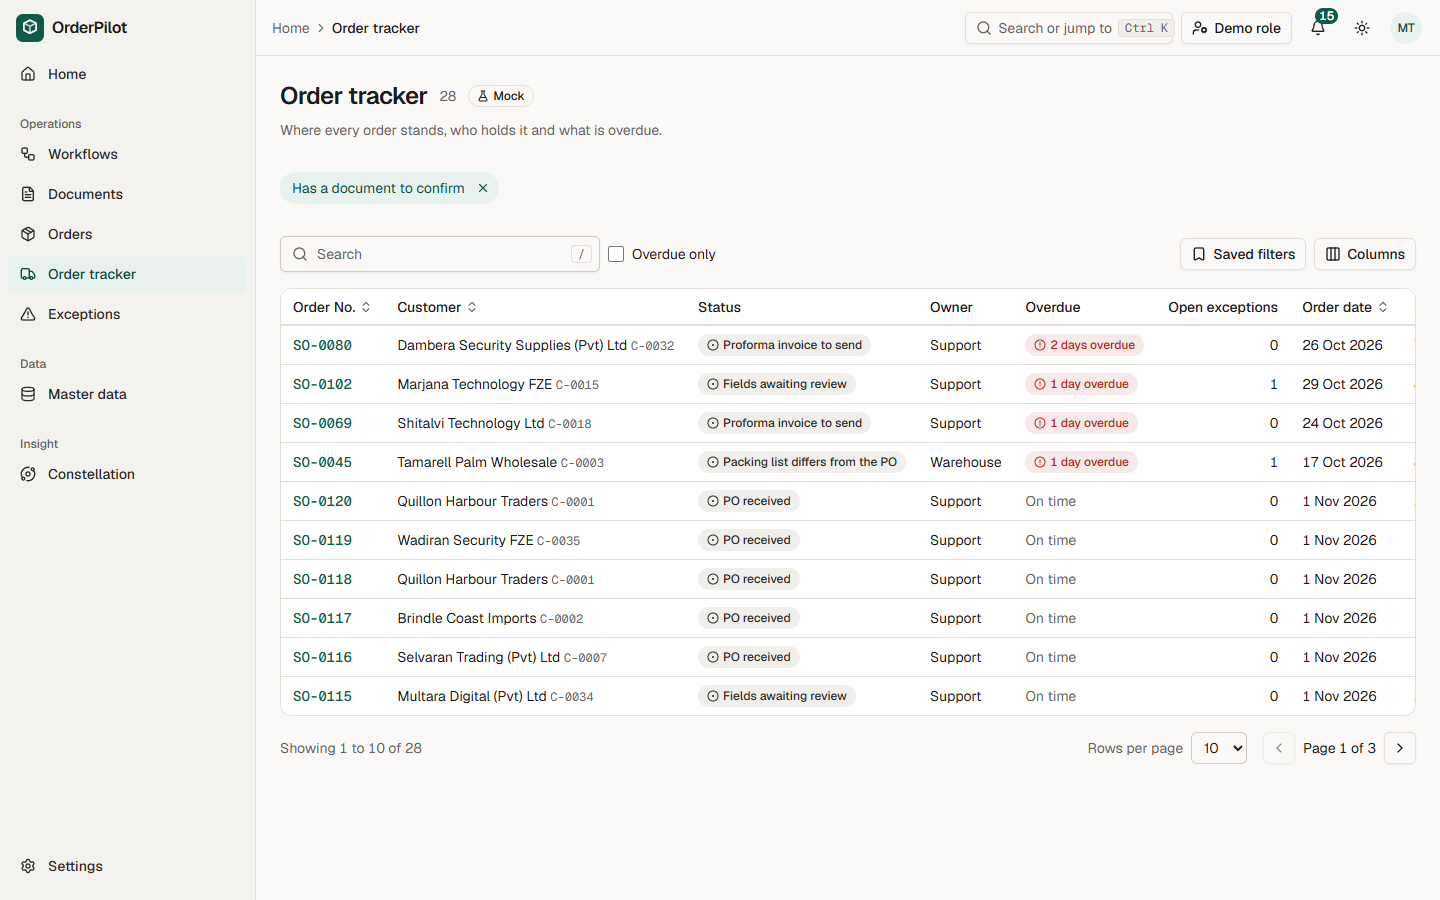 OrderPilot
Home
Operations
Workflows
Documents
Orders
Order tracker
Exceptions
Data
Master data
Insight
Constellation
Settings
Home > Order tracker
Search or jump to Ctrl K
Demo role
15
MT
Order tracker 28 Mock
Where every order stands, who holds it and what is overdue.
Has a document to confirm
Search /
Overdue only
Saved filters
Columns
Order No. Customer Status Owner Overdue Open exceptions Order date
SO-0080 Dambera Security Supplies (Pvt) Ltd C-0032 Proforma invoice to send Support 2 days overdue 0 26 Oct 2026
SO-0102 Marjana Technology FZE C-0015 Fields awaiting review Support 1 day overdue 1 29 Oct 2026
SO-0069 Shitalvi Technology Ltd C-0018 Proforma invoice to send Support 1 day overdue 0 24 Oct 2026
SO-0045 Tamarell Palm Wholesale C-0003 Packing list differs from the PO Warehouse 1 day overdue 1 17 Oct 2026
SO-0120 Quillon Harbour Traders C-0001 PO received Support On time 0 1 Nov 2026
SO-0119 Wadiran Security FZE C-0035 PO received Support On time 0 1 Nov 2026
SO-0118 Quillon Harbour Traders C-0001 PO received Support On time 0 1 Nov 2026
SO-0117 Brindle Coast Imports C-0002 PO received Support On time 0 1 Nov 2026
SO-0116 Selvaran Trading (Pvt) Ltd C-0007 PO received Support On time 0 1 Nov 2026
SO-0115 Multara Digital (Pvt) Ltd C-0034 Fields awaiting review Support On time 0 1 Nov 2026
Showing 1 to 10 of 28
Rows per page 10
Page 1 of 3